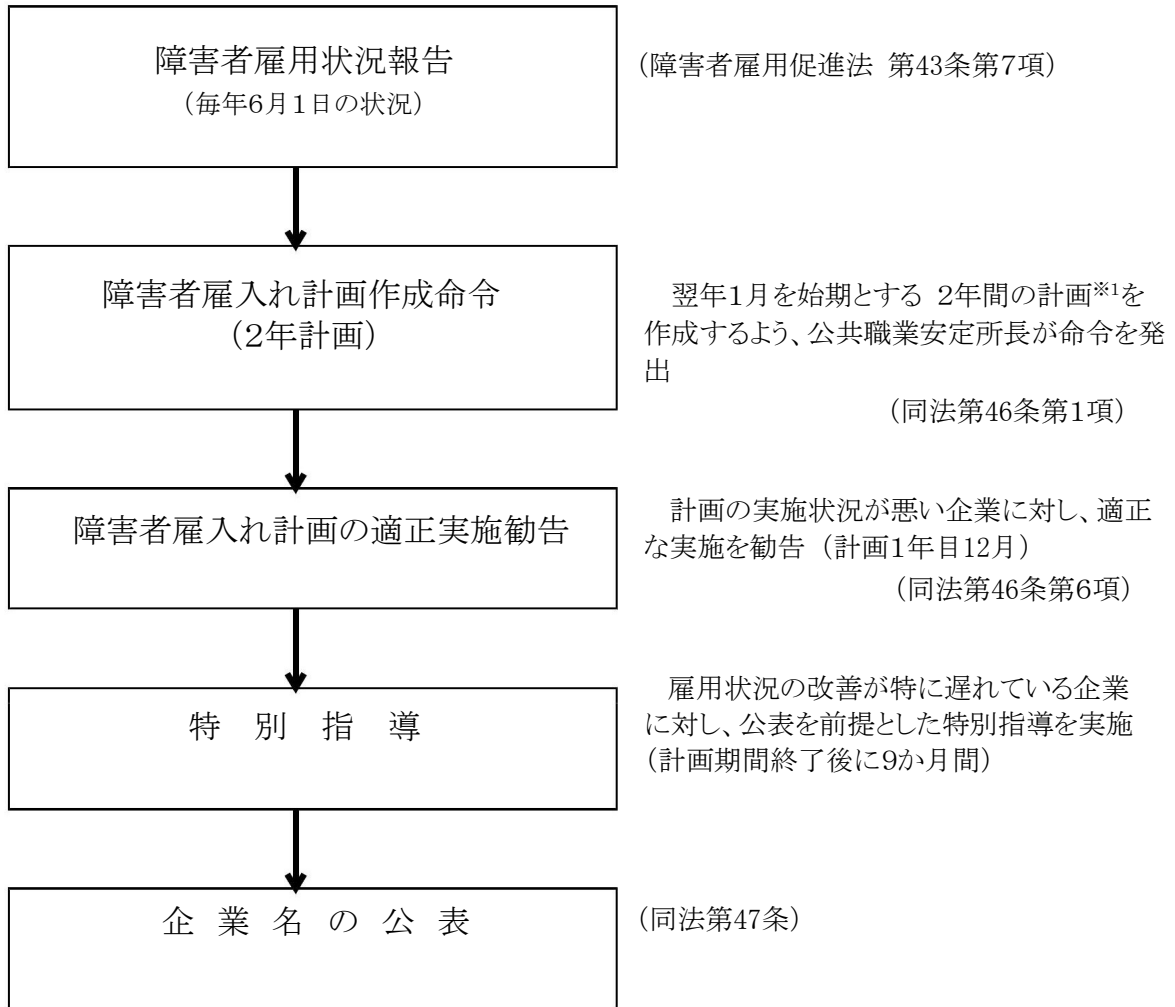 障害者雇用状況報告
（毎年６月１日の状況）
（障害者雇用促進法 第43条第７項）
障害者雇入れ計画作成命令
（２年計画）
翌年１月を始期とする ２年間の計画※1を
作成するよう、公共職業安定所長が命令を発
出
（同法第46条第１項）
障害者雇入れ計画の適正実施勧告
計画の実施状況が悪い企業に対し、適正
な実施を勧告（計画１年目12月）
（同法第46条第６項）
特 別 指 導
雇用状況の改善が特に遅れている企業
に対し、公表を前提とした特別指導を実施
（計画期間終了後に９か月間）
企 業 名 の 公 表
（同法第47条）